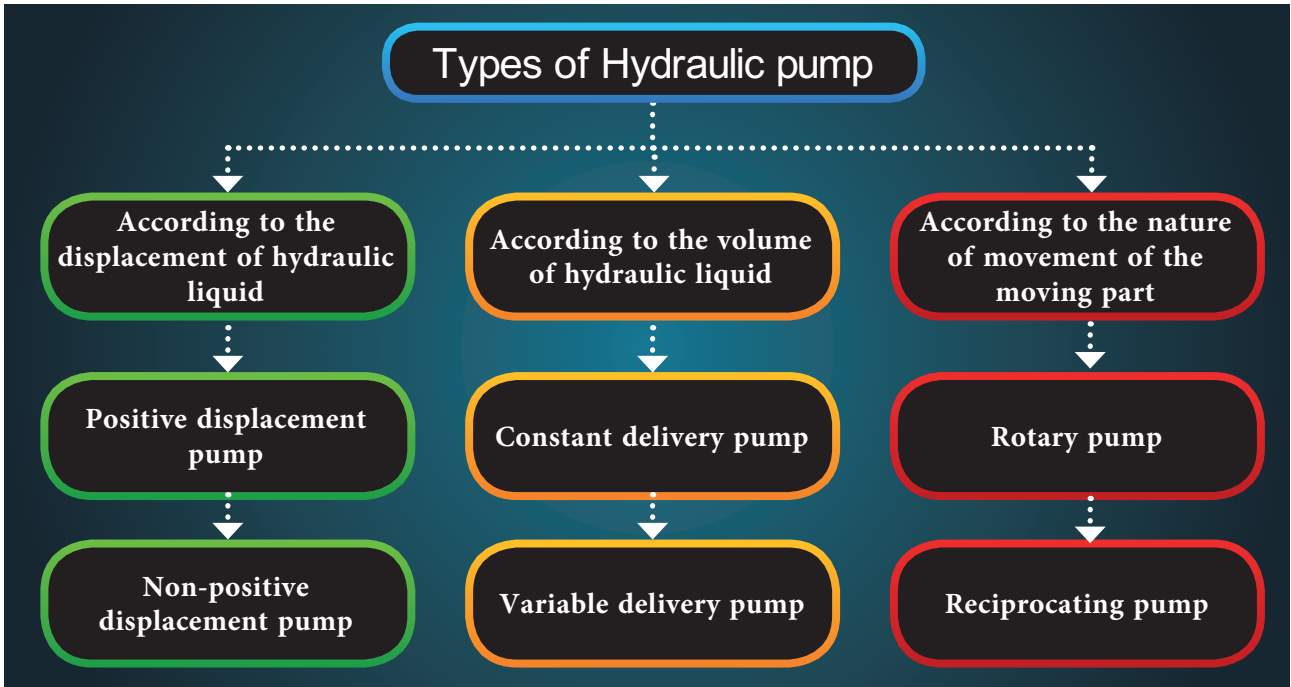 Types of Hydraulic pump
According to the
displacement of hydraulic
liquid
According to the volume
of hydraulic liquid
According to the nature
of movement of the
moving part
Positive displacement
pump
Constant delivery pump
Rotary pump
Non-positive
displacement pump
Variable delivery pump
Reciprocating pump